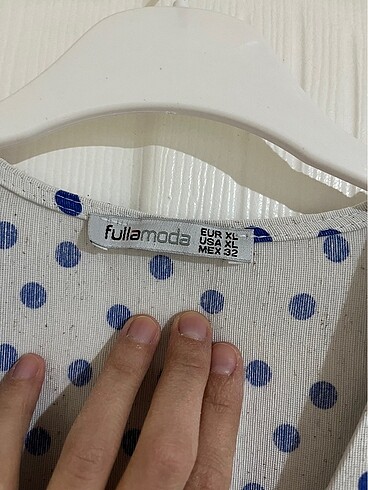 fullamoda
EUR XL
USA XL
MEX 32